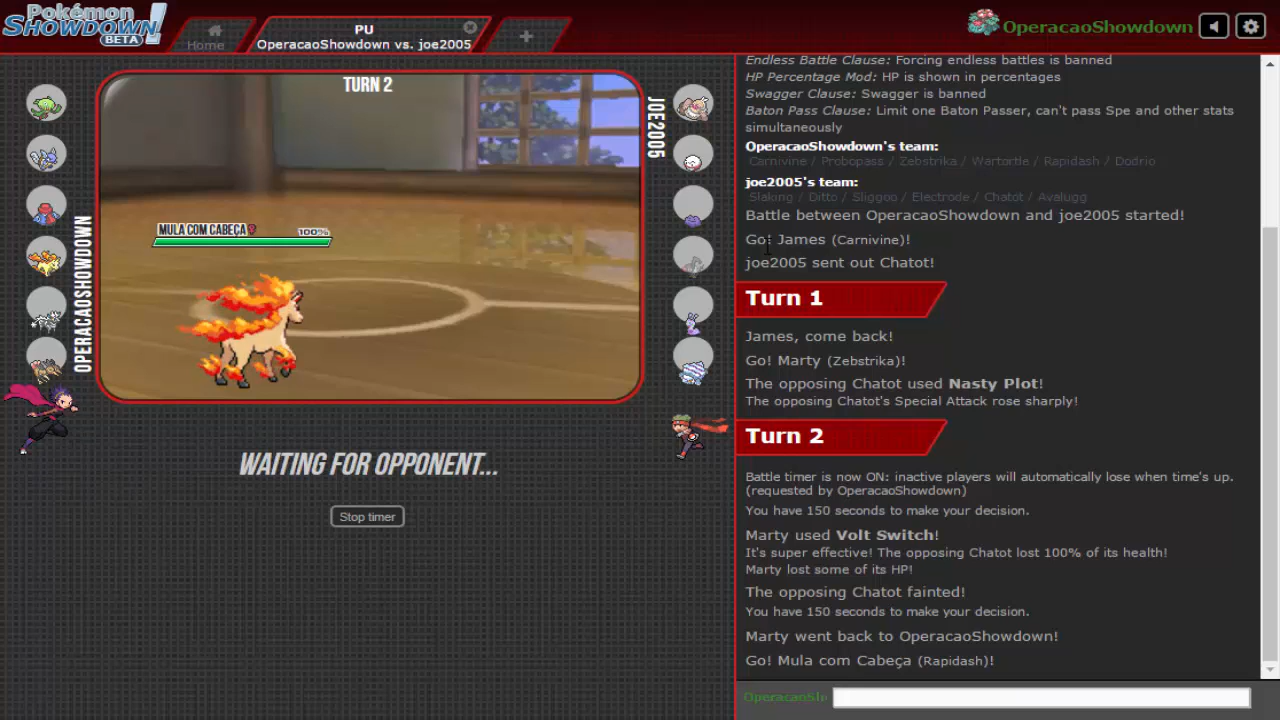 Pokémon
SHOWDOWN!
BETA
Home
PU
OperacaoShowdown vs. joe2005
+
OperacaoShowdown
TURN 2
OPERACAOSHOWDOWN
JOE2005
MULA COM CABEÇA 100%
WAITING FOR OPPONENT...
Stop timer
Endless Battle Clause: Forcing endless battles is banned
HP Percentage Mod: HP is shown in percentages
Swagger Clause: Swagger is banned
Baton Pass Clause: Limit one Baton Passer, can't pass Spe and other stats
simultaneously
OperacaoShowdown's team:
Carnivine / Probopass / Zebstrika / Wartortle / Rapidash / Dodrio
joe2005's team:
Slaking / Ditto / Sliggoo / Electrode / Chatot / Avalugg
Battle between OperacaoShowdown and joe2005 started!
Go! James (Carnivine)!
joe2005 sent out Chatot!
Turn 1
James, come back!
Go! Marty (Zebstrika)!
The opposing Chatot used Nasty Plot!
The opposing Chatot's Special Attack rose sharply!
Turn 2
Battle timer is now ON: inactive players will automatically lose when time's up.
(requested by OperacaoShowdown)
You have 150 seconds to make your decision.
Marty used Volt Switch!
It's super effective! The opposing Chatot lost 100% of its health!
Marty lost some of its HP!
The opposing Chatot fainted!
You have 150 seconds to make your decision.
Marty went back to OperacaoShowdown!
Go! Mula com Cabeça (Rapidash)!
OperacaoSh